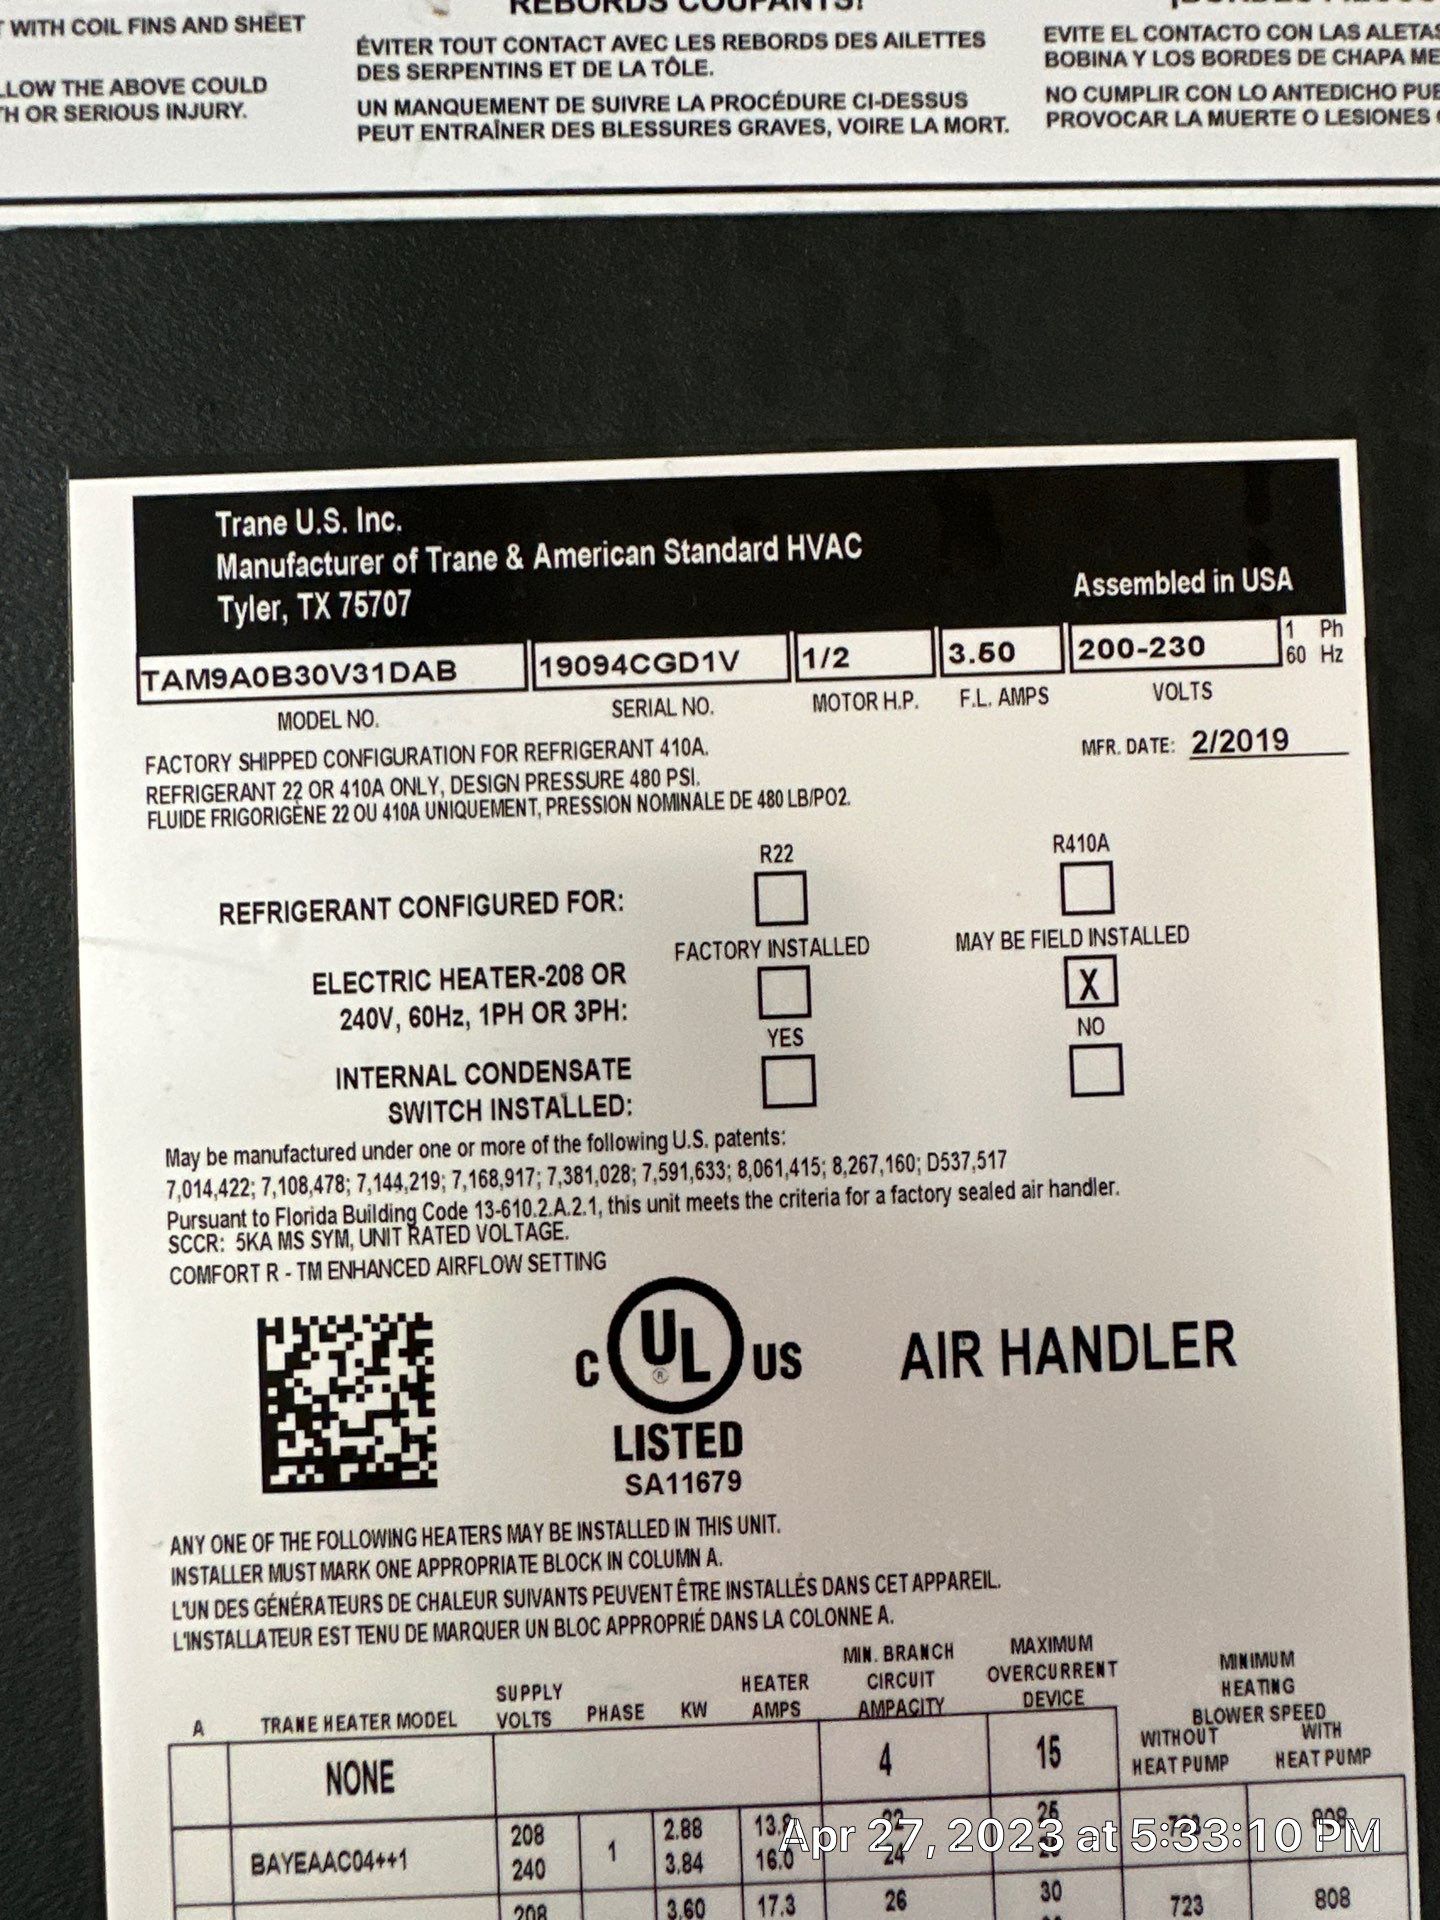 REBORDS COUPANTS!
T WITH COIL FINS AND SHEET
LLOW THE ABOVE COULD
TH OR SERIOUS INJURY.
ÉVITER TOUT CONTACT AVEC LES REBORDS DES AILETTES
DES SERPENTINS ET DE LA TÔLE.
UN MANQUEMENT DE SUIVRE LA PROCÉDURE CI-DESSUS
PEUT ENTRAÎNER DES BLESSURES GRAVES, VOIRE LA MORT.
EVITE EL CONTACTO CON LAS ALETAS
BOBINA Y LOS BORDES DE CHAPA ME
NO CUMPLIR CON LO ANTEDICHO PUE
PROVOCAR LA MUERTE O LESIONES
Trane U.S. Inc.
Manufacturer of Trane & American Standard HVAC
Tyler, TX 75707
Assembled in USA
TAM9A0B30V31DAB 19094CGD1V 1/2 3.50 200-230 1 Ph
60 Hz
MODEL NO. SERIAL NO. MOTOR H.P. F.L. AMPS VOLTS
FACTORY SHIPPED CONFIGURATION FOR REFRIGERANT 410A.
MFR. DATE: 2/2019
REFRIGERANT 22 OR 410A ONLY, DESIGN PRESSURE 480 PSI.
FLUIDE FRIGORIGÈNE 22 OU 410A UNIQUEMENT, PRESSION NOMINALE DE 480 LB/PO2.
R22 R410A
REFRIGERANT CONFIGURED FOR:
FACTORY INSTALLED MAY BE FIELD INSTALLED
ELECTRIC HEATER-208 OR
240V, 60Hz, 1PH OR 3PH: X
YES NO
INTERNAL CONDENSATE
SWITCH INSTALLED:
May be manufactured under one or more of the following U.S. patents:
7,014,422; 7,108,478; 7,144,219; 7,168,917; 7,381,028; 7,591,633; 8,061,415; 8,267,160; D537,517
Pursuant to Florida Building Code 13-610.2.A.2.1, this unit meets the criteria for a factory sealed air handler.
SCCR: 5KA MS SYM, UNIT RATED VOLTAGE.
COMFORT R - TM ENHANCED AIRFLOW SETTING
C UL ® US
LISTED
SA11679
AIR HANDLER
ANY ONE OF THE FOLLOWING HEATERS MAY BE INSTALLED IN THIS UNIT.
INSTALLER MUST MARK ONE APPROPRIATE BLOCK IN COLUMN A.
L'UN DES GÉNÉRATEURS DE CHALEUR SUIVANTS PEUVENT ÊTRE INSTALLÉS DANS CET APPAREIL.
L'INSTALLATEUR EST TENU DE MARQUER UN BLOC APPROPRIÉ DANS LA COLONNE A.
A TRANE HEATER MODEL
SUPPLY
VOLTS
PHASE KW
HEATER
AMPS
MIN. BRANCH
CIRCUIT
AMPACITY
MAXIMUM
OVERCURRENT
DEVICE
MINIMUM
HEATING
BLOWER SPEED
WITHOUT
HEAT PUMP
WITH
HEAT PUMP
NONE 4 15
BAYEAAC04++1 208 1 2.88 13.8 22 25 723 808
240 3.84 16.0 24
208 3.60 17.3 26 30 723 808
Apr 27, 2023 at 5:33:10 PM